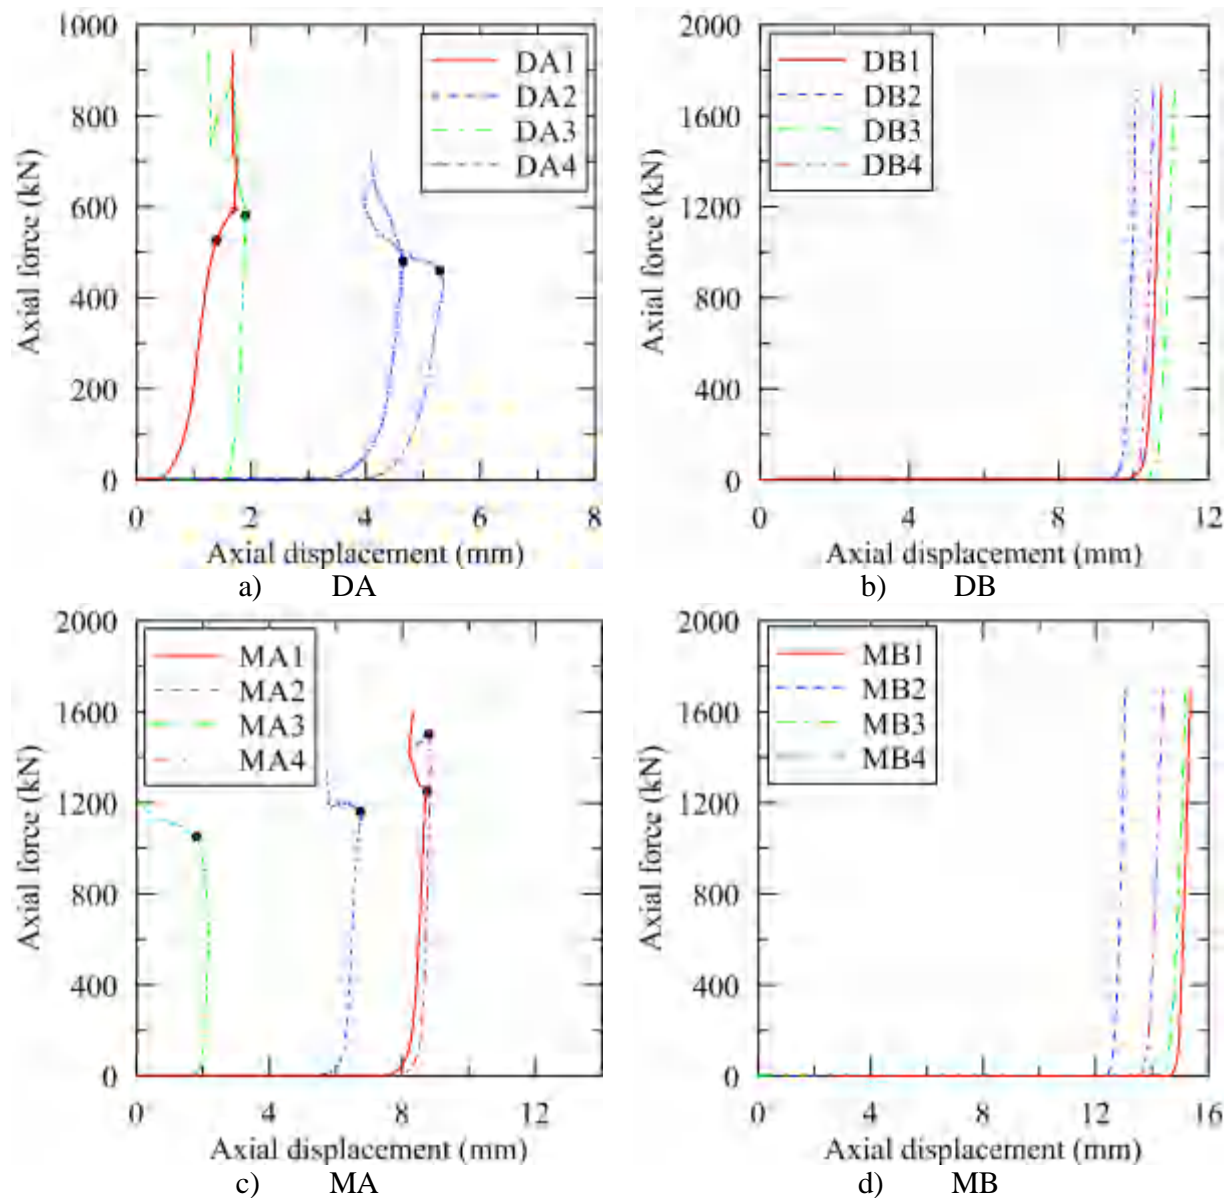 1000
800
600
400
200
0
Axial force (kN)
DA1
DA2
DA3
DA4
0 2 4 6 8
Axial displacement (mm)
a) DA
2000
1600
1200
800
400
0
Axial force (kN)
DB1
DB2
DB3
DB4
0 4 8 12
Axial displacement (mm)
b) DB
2000
1600
1200
800
400
0
Axial force (kN)
MA1
MA2
MA3
MA4
0 4 8 12
Axial displacement (mm)
c) MA
2000
1600
1200
800
400
0
Axial force (kN)
MB1
MB2
MB3
MB4
0 4 8 12 16
Axial displacement (mm)
d) MB